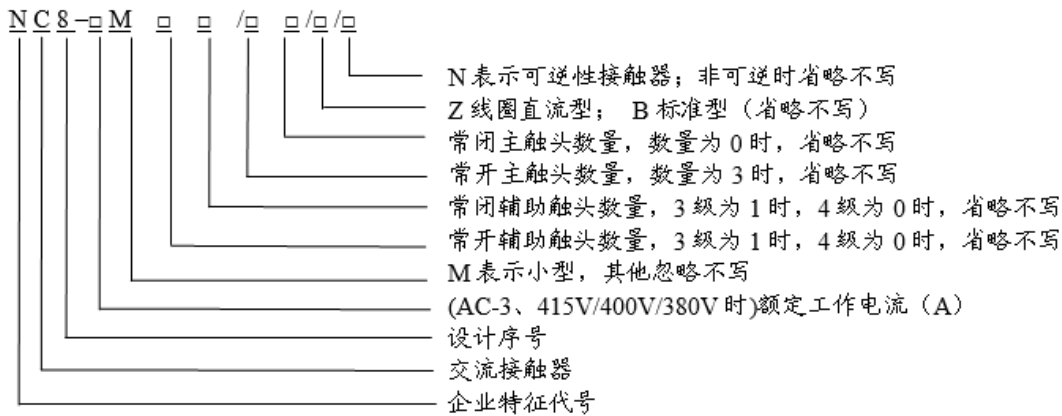 NC8-□M □ □ /□ □/□/□
N表示可逆性接触器；非可逆时省略不写
Z线圈直流型； B标准型（省略不写）
常闭主触头数量，数量为0时，省略不写
常开主触头数量，数量为3时，省略不写
常闭辅助触头数量，3级为1时，4级为0时，省略不写
常开辅助触头数量，3级为1时，4级为0时，省略不写
M表示小型，其他忽略不写
(AC-3、415V/400V/380V时)额定工作电流（A）
设计序号
交流接触器
企业特征代号